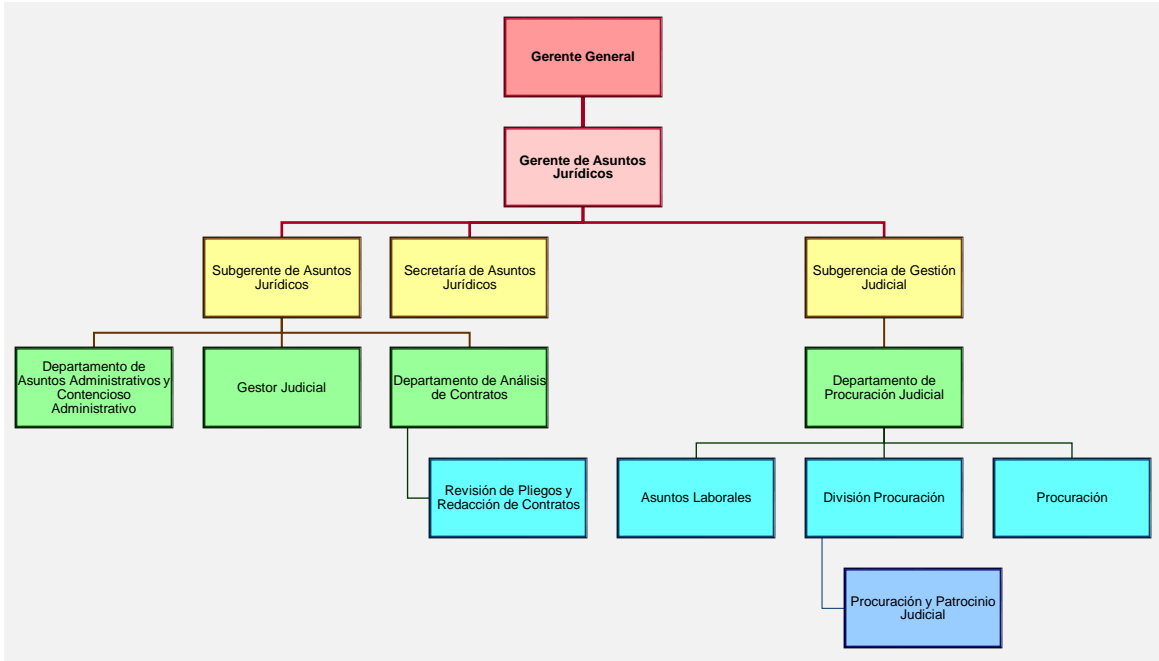 Gerente General
Gerente de Asuntos
Jurídicos
Subgerente de Asuntos
Jurídicos
Secretaría de Asuntos
Jurídicos
Subgerencia de Gestión
Judicial
Departamento de
Asuntos Administrativos y
Contencioso
Administrativo
Gestor Judicial
Departamento de Análisis
de Contratos
Departamento de
Procuración Judicial
Revisión de Pliegos y
Redacción de Contratos
Asuntos Laborales
División Procuración
Procuración
Procuración y Patrocinio
Judicial